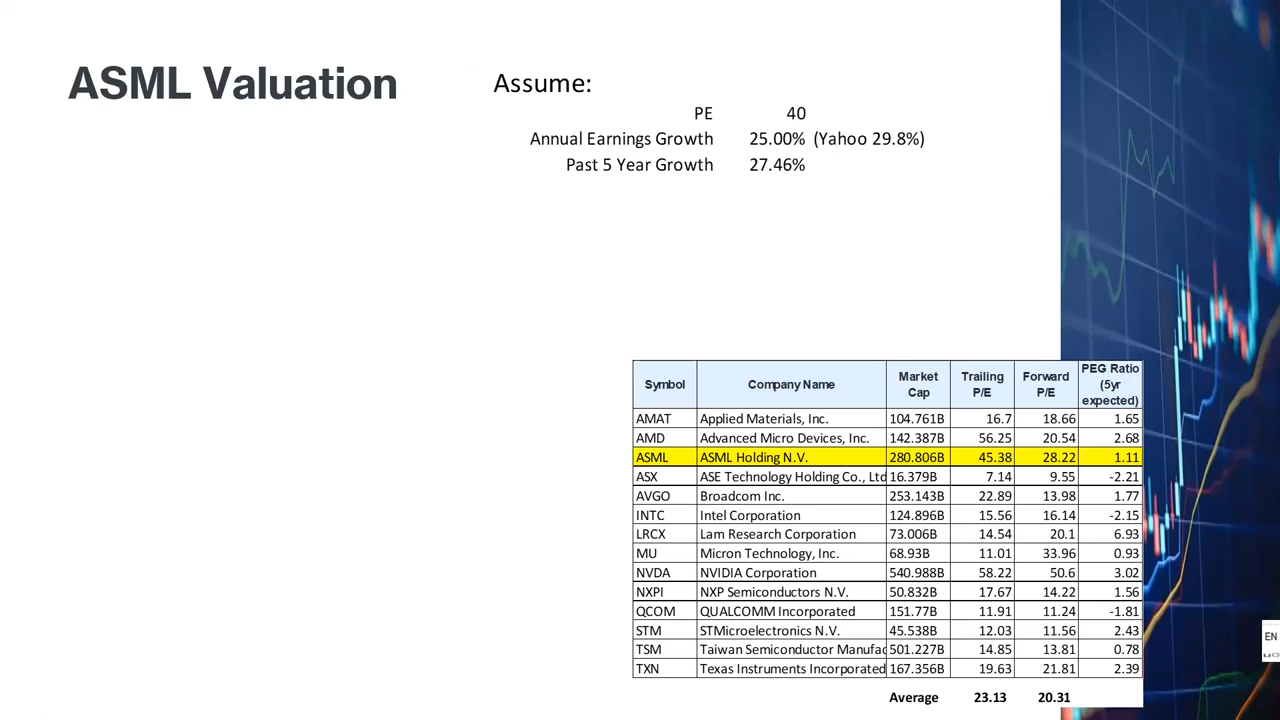 ASML Valuation
Assume:
PE 40
Annual Earnings Growth 25.00% (Yahoo 29.8%)
Past 5 Year Growth 27.46%
Symbol Company Name Market Cap Trailing P/E Forward P/E PEG Ratio (5yr expected)
AMAT Applied Materials, Inc. 104.761B 16.7 18.66 1.65
AMD Advanced Micro Devices, Inc. 142.387B 56.25 20.54 2.68
ASML ASML Holding N.V. 280.806B 45.38 28.22 1.11
ASX ASE Technology Holding Co., Ltd 16.379B 7.14 9.55 -2.21
AVGO Broadcom Inc. 253.143B 22.89 13.98 1.77
INTC Intel Corporation 124.896B 15.56 16.14 -2.15
LRCX Lam Research Corporation 73.006B 14.54 20.1 6.93
MU Micron Technology, Inc. 68.93B 11.01 33.96 0.93
NVDA NVIDIA Corporation 540.988B 58.22 50.6 3.02
NXPI NXP Semiconductors N.V. 50.832B 17.67 14.22 1.56
QCOM QUALCOMM Incorporated 151.77B 11.91 11.24 -1.81
STM STMicroelectronics N.V. 45.538B 12.03 11.56 2.43
TSM Taiwan Semiconductor Manufac 501.227B 14.85 13.81 0.78
TXN Texas Instruments Incorporated 167.356B 19.63 21.81 2.39
Average 23.13 20.31
EN